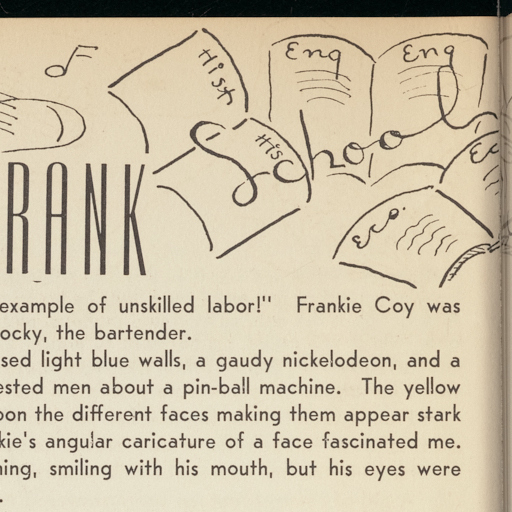 Hist
Eng
Eng
His
School
Eco.
RANK
example of unskilled labor!" Frankie Coy was
ocky, the bartender.
sed light blue walls, a gaudy nickelodeon, and a
ested men about a pin-ball machine. The yellow
pon the different faces making them appear stark
kie's angular caricature of a face fascinated me.
ning, smiling with his mouth, but his eyes were